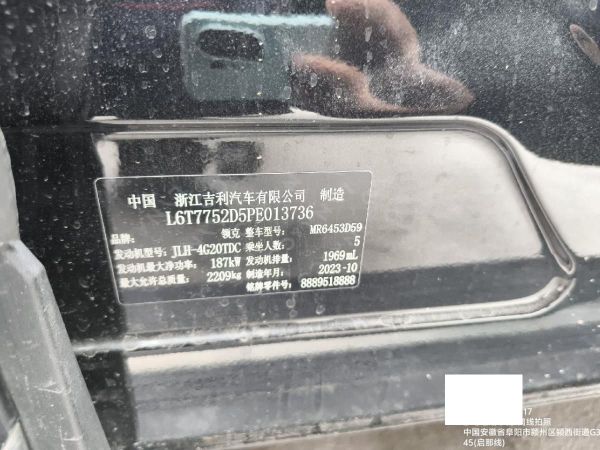 中国 浙江吉利汽车有限公司 制造
L6T7752D5PE013736
品牌: 领克 整车型号: MR6453D59
发动机型号: JLH-4G20TDC 乘坐人数: 5
发动机最大净功率: 187kW 发动机排量: 1969mL
最大允许总质量: 2209kg 制造年月: 2023-10
铭牌零件号: 8889518888
17
线拍照
中国安徽省阜阳市颍州区颍西街道G3
45(启那线)